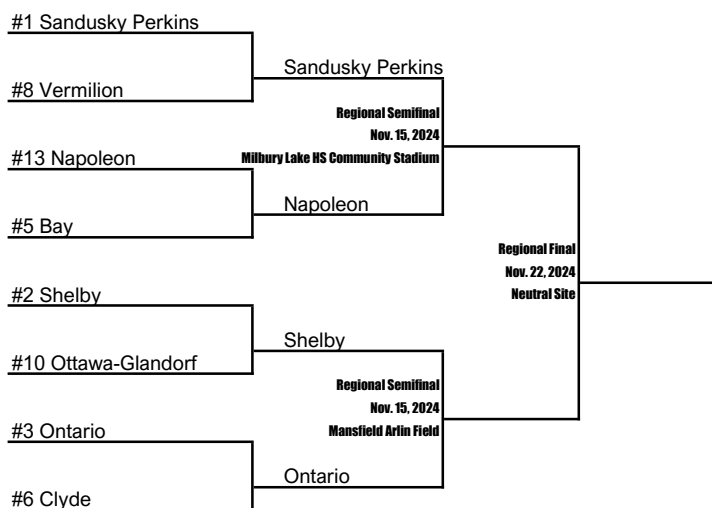 #1 Sandusky Perkins
Sandusky Perkins
#8 Vermilion
Regional Semifinal
Nov. 15, 2024
Milbury Lake HS Community Stadium
#13 Napoleon
Napoleon
#5 Bay
Regional Final
Nov. 22, 2024
Neutral Site
#2 Shelby
Shelby
#10 Ottawa-Glandorf
Regional Semifinal
Nov. 15, 2024
Mansfield Arlin Field
#3 Ontario
Ontario
#6 Clyde